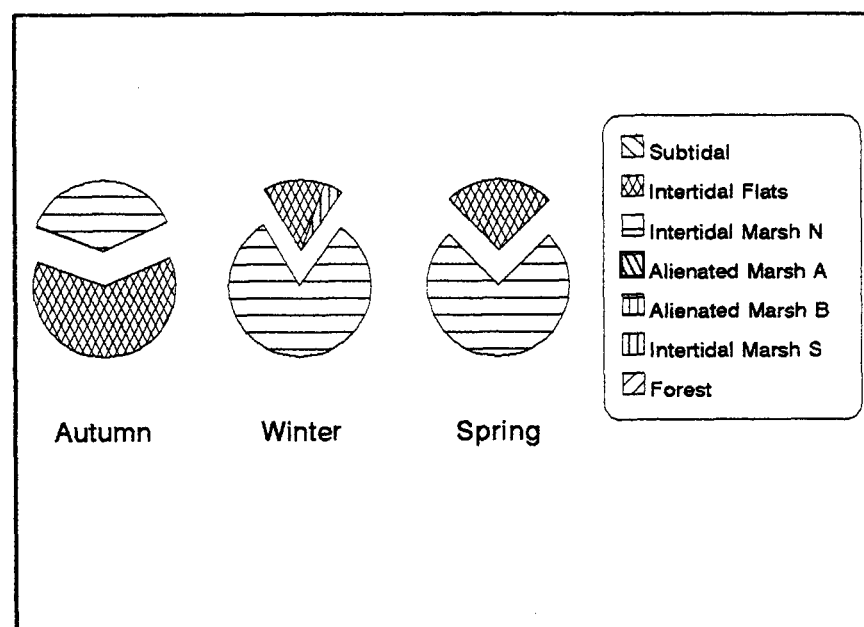 Subtidal
Intertidal Flats
Intertidal Marsh N
Alienated Marsh A
Alienated Marsh B
Intertidal Marsh S
Forest
Autumn
Winter
Spring